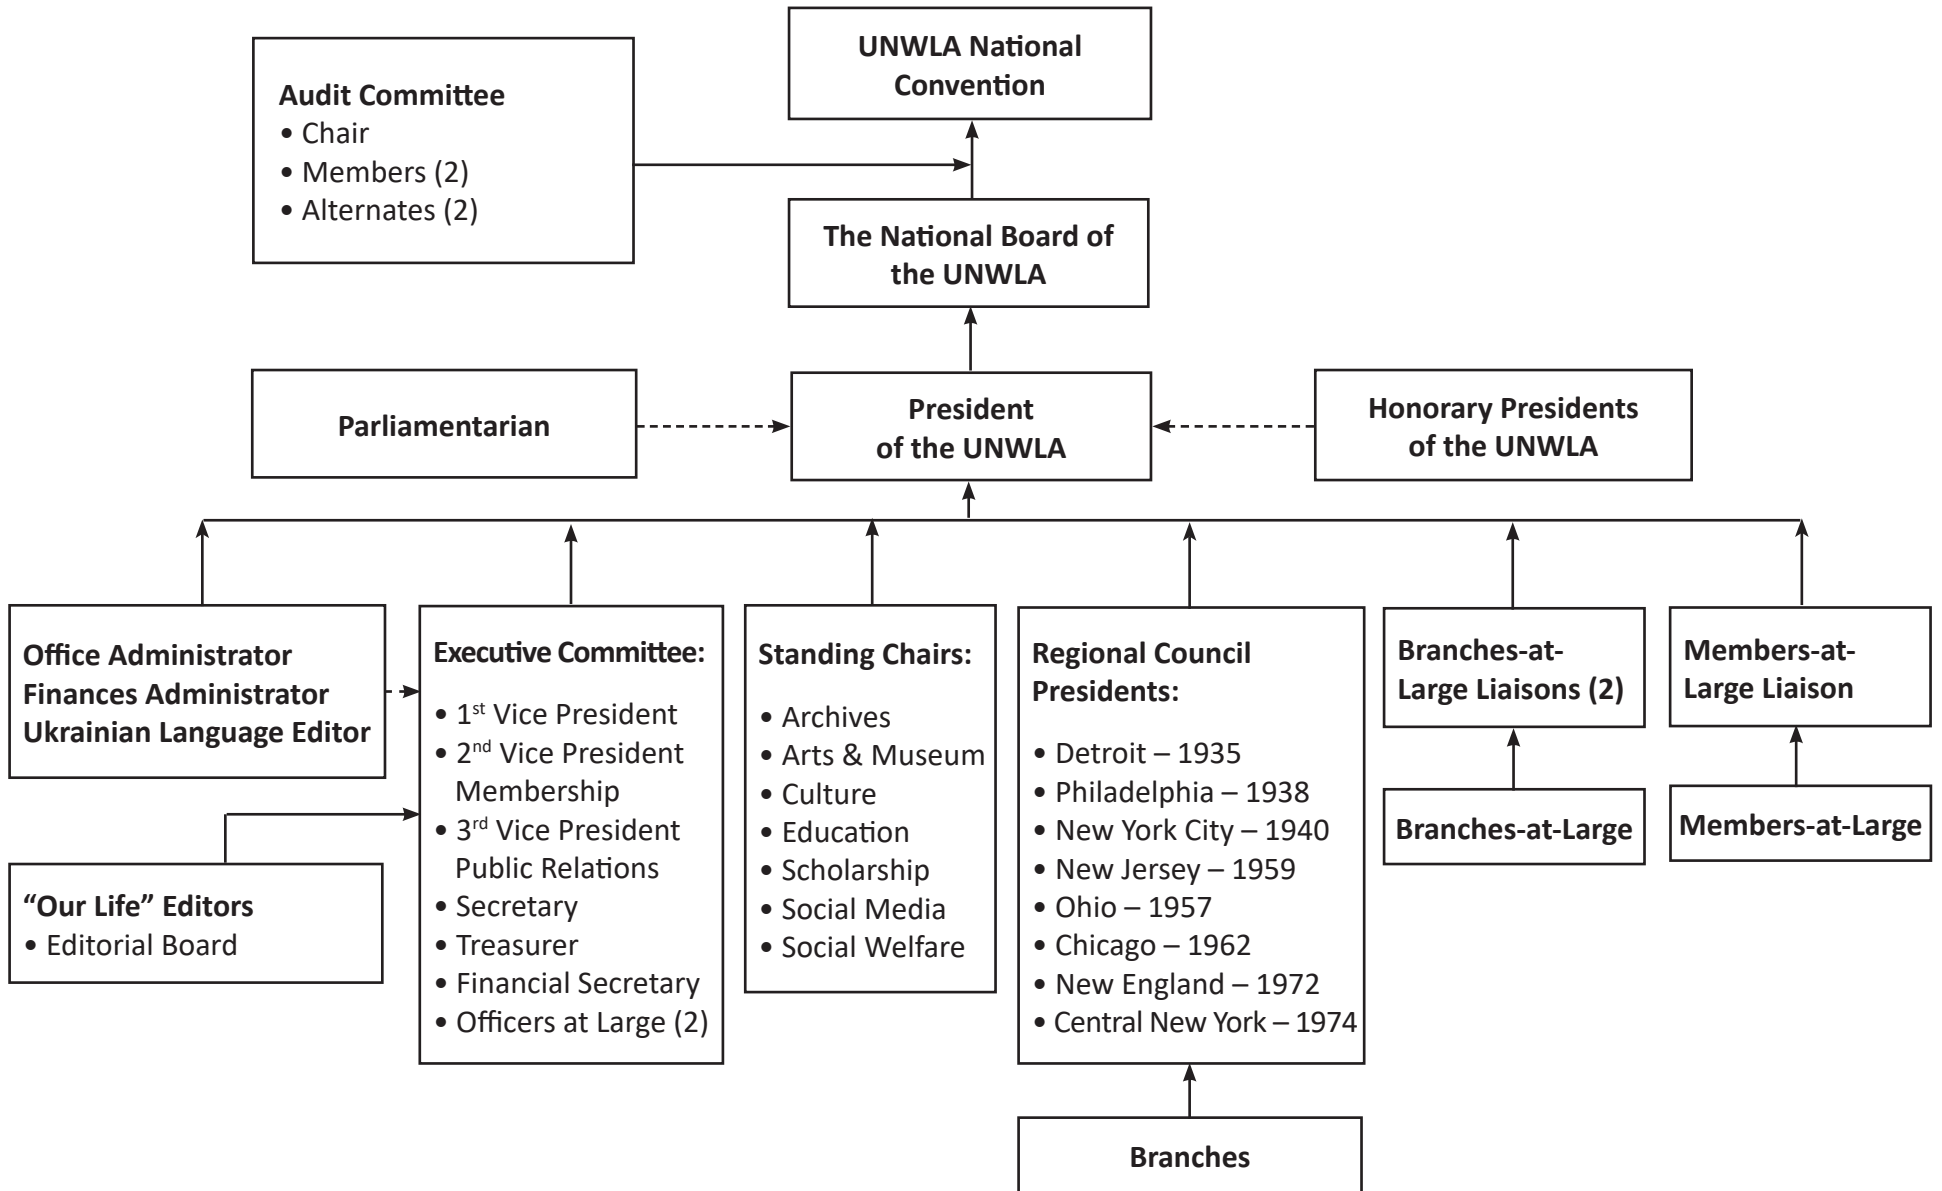 UNWLA National
Convention
Audit Committee
• Chair
• Members (2)
• Alternates (2)
The National Board of
the UNWLA
Parliamentarian
President
of the UNWLA
Honorary Presidents
of the UNWLA
Office Administrator
Finances Administrator
Ukrainian Language Editor
"Our Life" Editors
• Editorial Board
Executive Committee:
• 1st Vice President
• 2nd Vice President
Membership
• 3rd Vice President
Public Relations
• Secretary
• Treasurer
• Financial Secretary
• Officers at Large (2)
Standing Chairs:
• Archives
• Arts & Museum
• Culture
• Education
• Scholarship
• Social Media
• Social Welfare
Regional Council
Presidents:
• Detroit – 1935
• Philadelphia – 1938
• New York City – 1940
• New Jersey – 1959
• Ohio – 1957
• Chicago – 1962
• New England – 1972
• Central New York – 1974
Branches
Branches-at-
Large Liaisons (2)
Branches-at-Large
Members-at-
Large Liaison
Members-at-Large